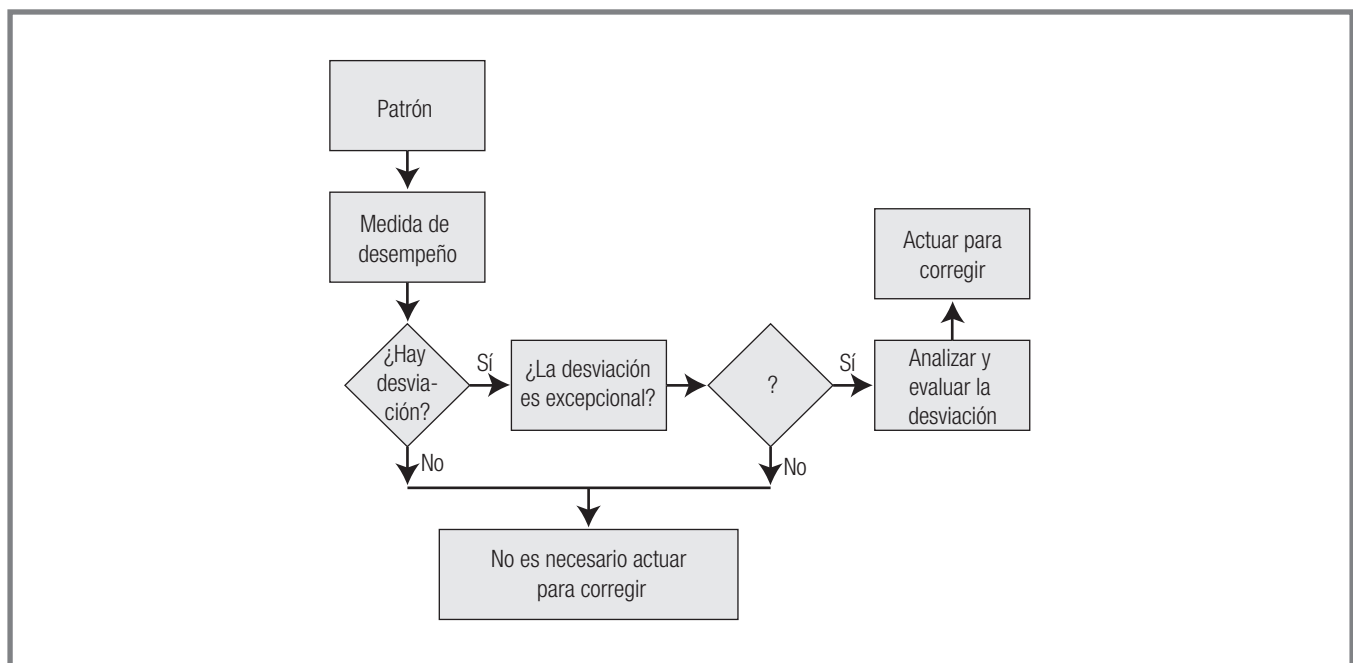 Patrón
Medida de
desempeño
¿Hay
desvia-
ción?
Sí
¿La desviación
es excepcional?
?
Sí
Analizar y
evaluar la
desviación
Actuar para
corregir
No
No
No es necesario actuar
para corregir